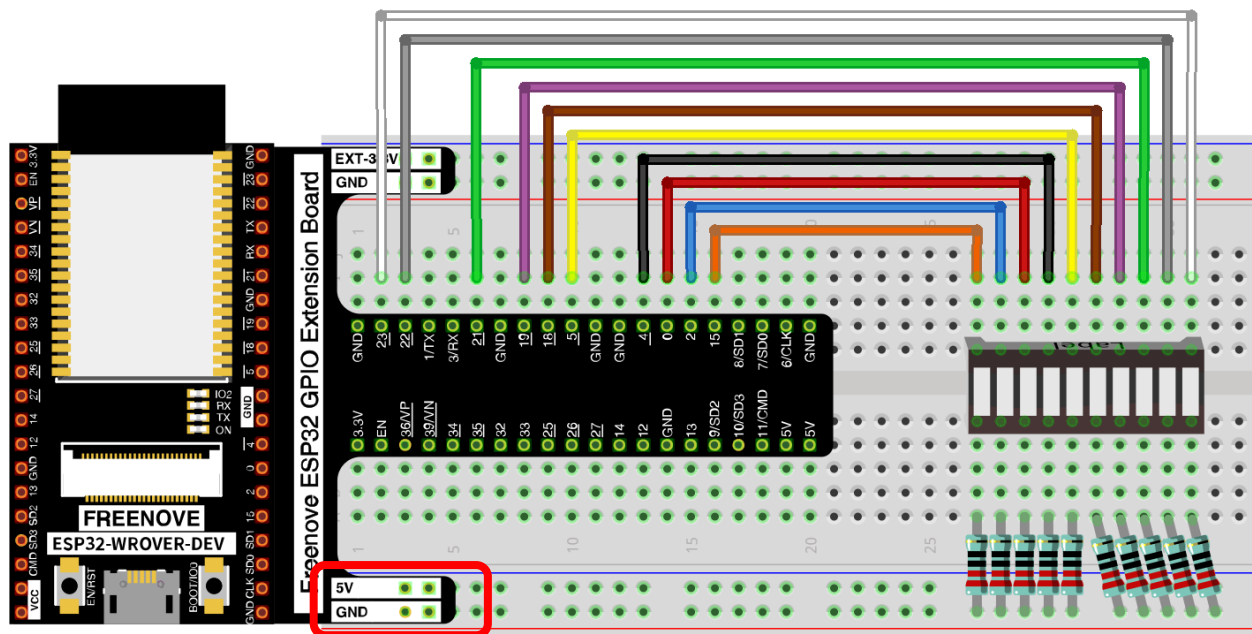 EXT-3.3V
GND
5V
GND
Freenove ESP32 GPIO Extension Board
3.3V
EN
VP
VN
34
35
32
33
25
26
27
14
12
GND
13
SD2
SD3
CMD
VCC
GND
23
22
TX
RX
21
GND
19
18
5
GND
4
0
2
15
SD1
SD0
CLK
GND
IO2
RX
TX
ON
FREENOVE
ESP32-WROVER-DEV
EN/RST
BOOT/IO0
1
5
10
15
20
25
GND
23
22
1/TX
3/RX
21
GND
19
18
5
GND
GND
4
0
2
15
8/SD1
7/SD0
6/CLK
GND
3.3V
EN
36/VP
39/VN
34
35
32
33
25
26
27
14
12
GND
13
9/SD2
10/SD3
11/CMD
5V
5V
1
5
Label